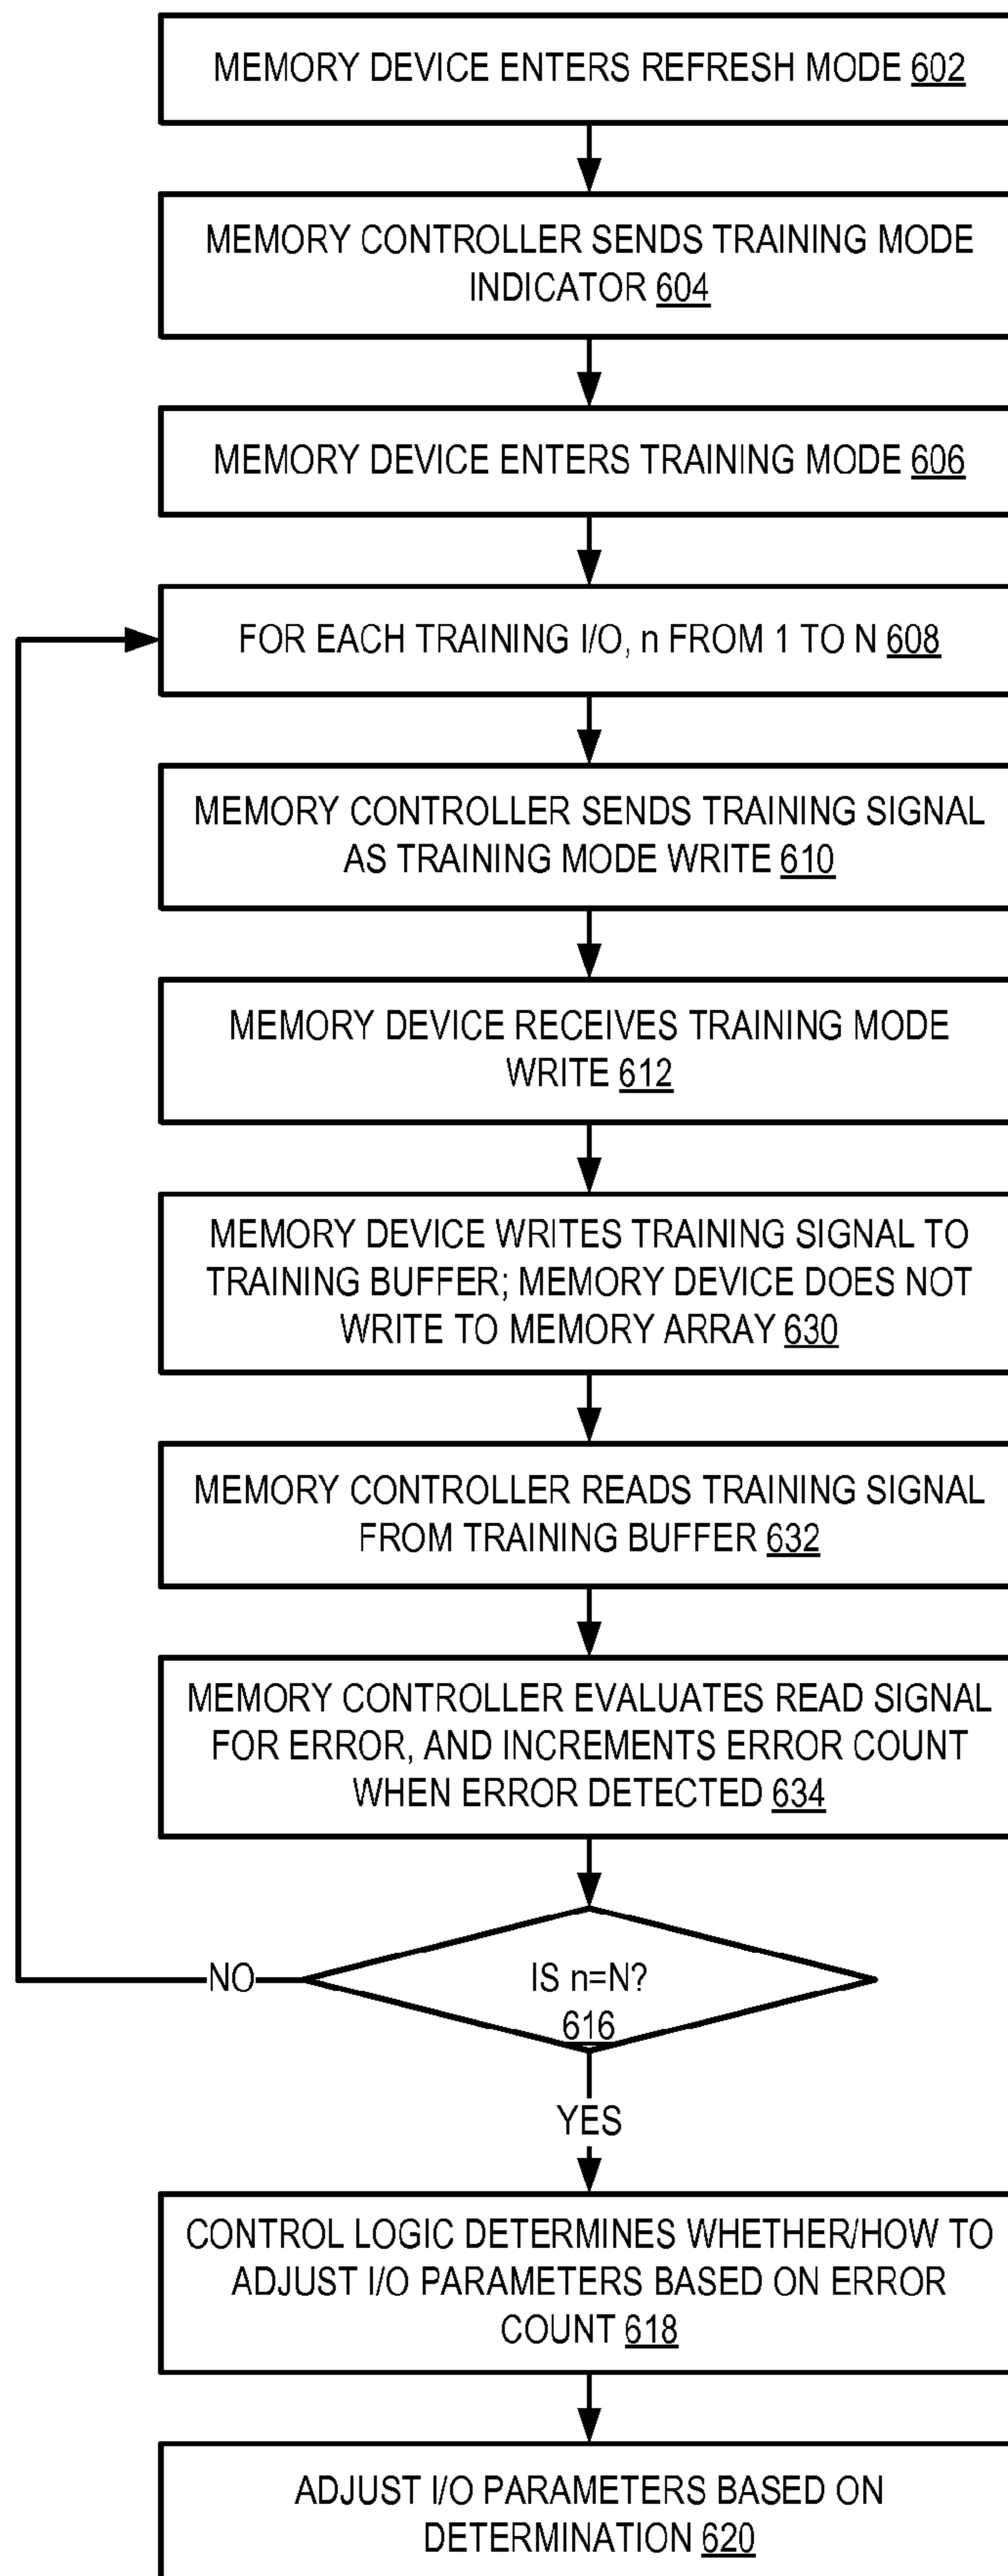 MEMORY DEVICE ENTERS REFRESH MODE 602
MEMORY CONTROLLER SENDS TRAINING MODE
INDICATOR 604
MEMORY DEVICE ENTERS TRAINING MODE 606
FOR EACH TRAINING I/O, n FROM 1 TO N 608
MEMORY CONTROLLER SENDS TRAINING SIGNAL
AS TRAINING MODE WRITE 610
MEMORY DEVICE RECEIVES TRAINING MODE
WRITE 612
MEMORY DEVICE WRITES TRAINING SIGNAL TO
TRAINING BUFFER; MEMORY DEVICE DOES NOT
WRITE TO MEMORY ARRAY 630
MEMORY CONTROLLER READS TRAINING SIGNAL
FROM TRAINING BUFFER 632
MEMORY CONTROLLER EVALUATES READ SIGNAL
FOR ERROR, AND INCREMENTS ERROR COUNT
WHEN ERROR DETECTED 634
NO
IS n=N?
616
YES
CONTROL LOGIC DETERMINES WHETHER/HOW TO
ADJUST I/O PARAMETERS BASED ON ERROR
COUNT 618
ADJUST I/O PARAMETERS BASED ON
DETERMINATION 620